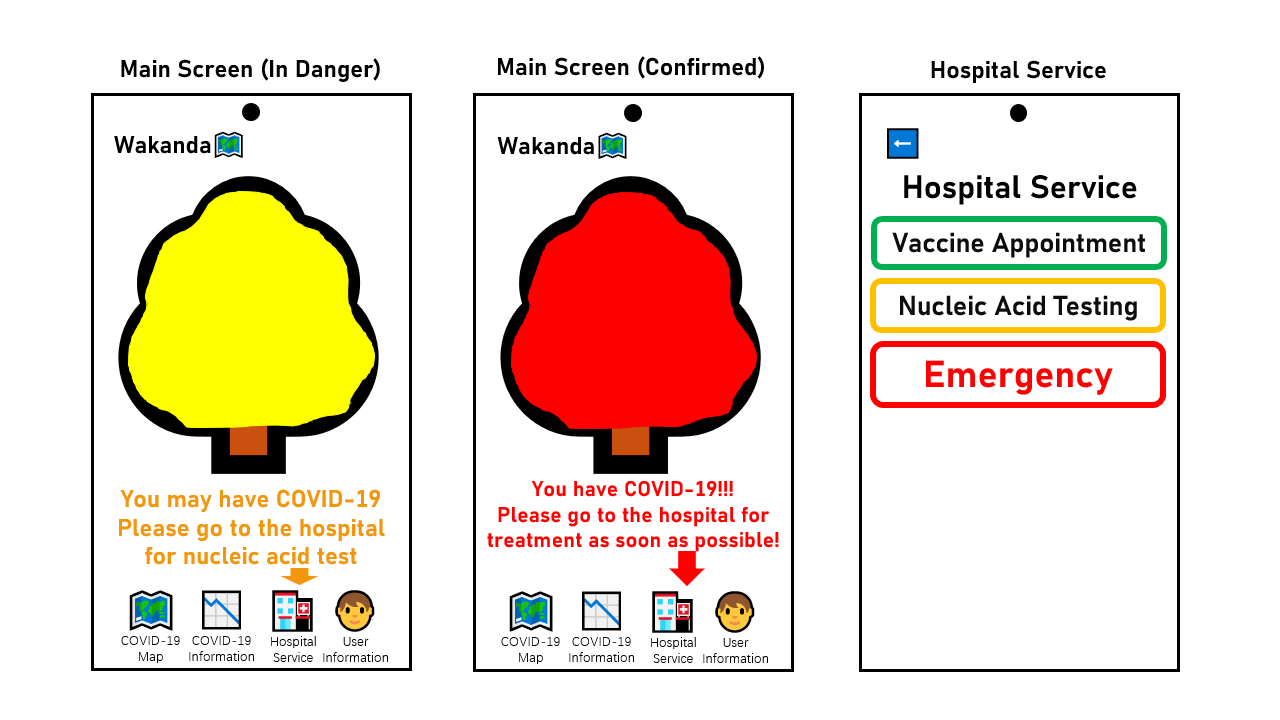 Main Screen (In Danger)
Wakanda
You may have COVID-19
Please go to the hospital
for nucleic acid test
COVID-19
Map
COVID-19
Information
Hospital
Service
User
Information
Main Screen (Confirmed)
Wakanda
You have COVID-19!!!
Please go to the hospital for
treatment as soon as possible!
COVID-19
Map
COVID-19
Information
Hospital
Service
User
Information
Hospital Service
Hospital Service
Vaccine Appointment
Nucleic Acid Testing
Emergency